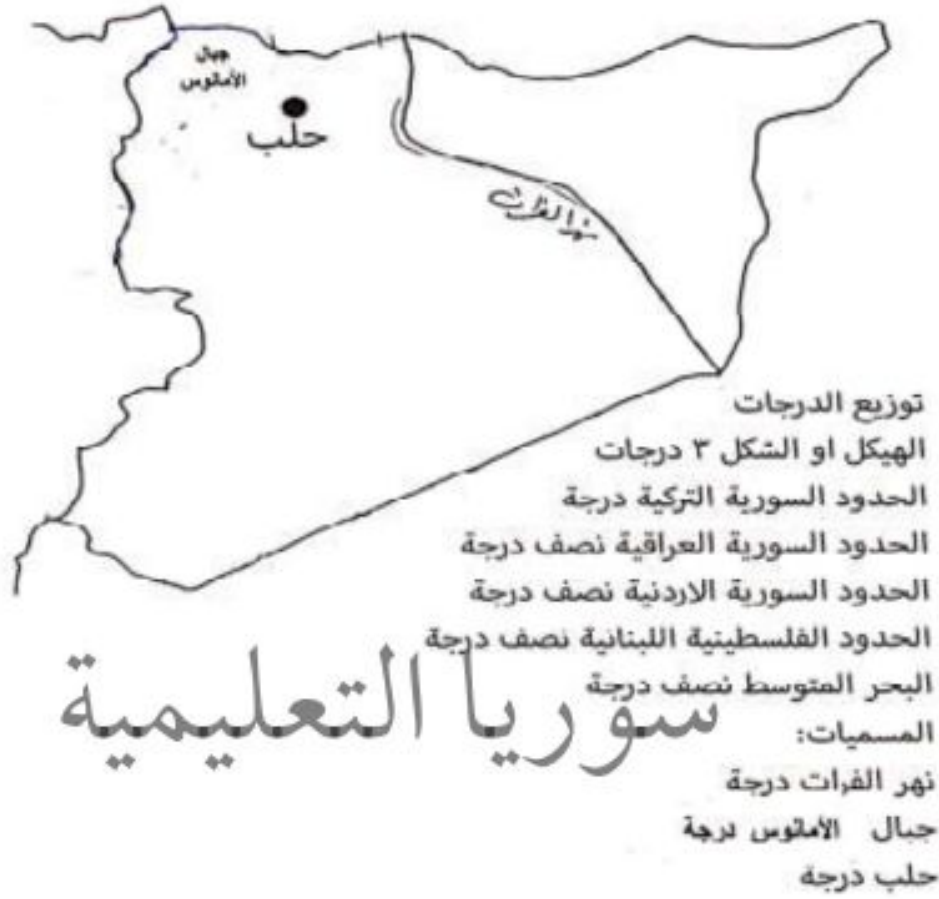 جبال
الأمانوس
حلب
نهر الفرات
توزيع الدرجات
الهيكل او الشكل ٣ درجات
الحدود السورية التركية درجة
الحدود السورية العراقية نصف درجة
الحدود السورية الاردنية نصف درجة
الحدود الفلسطينية اللبنانية نصف درجة
البحر المتوسط نصف درجة
سوريا التعليمية
المسميات:
نهر الفرات درجة
جبال الأمانوس درجة
حلب درجة